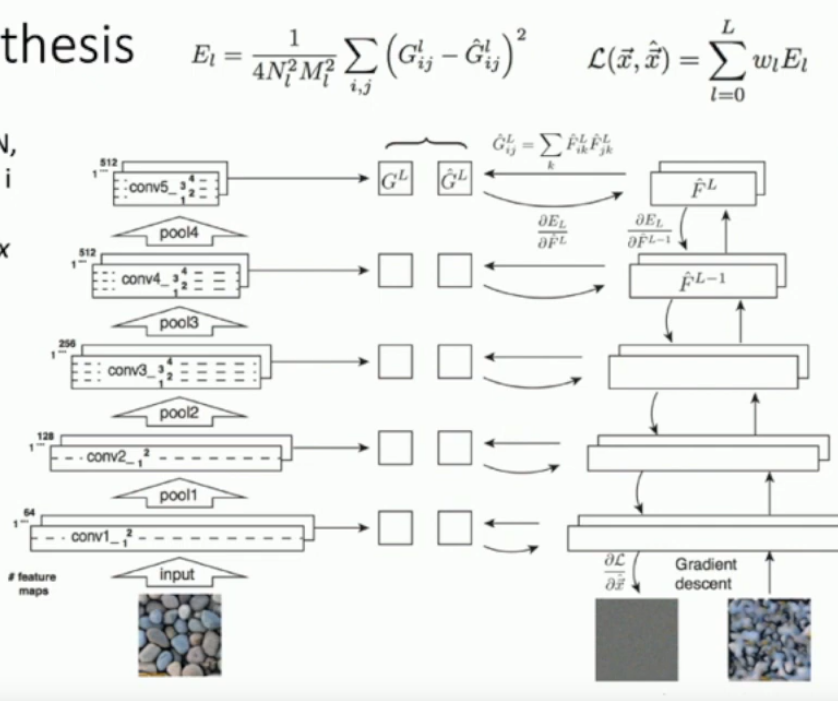 thesis
E_l = \frac{1}{4N_l^2 M_l^2} \sum_{i,j} \left( G_{ij}^l - \hat{G}_{ij}^l \right)^2
\mathcal{L}(\vec{x}, \hat{\vec{x}}) = \sum_{l=0}^{L} w_l E_l
N,
i
x
\hat{G}_{ij}^L = \sum_k \hat{F}_{ik}^L \hat{F}_{jk}^L
512
1...
conv5_ 1 2 3 4
G^L
\hat{G}^L
\hat{F}^L
\frac{\partial E_L}{\partial \hat{F}^L}
\frac{\partial E_L}{\partial \hat{F}^{L-1}}
pool4
512
1...
conv4_ 1 2 3 4
\hat{F}^{L-1}
pool3
256
1...
conv3_ 1 2 3 4
pool2
128
1...
conv2_ 1 2
pool1
64
1...
conv1_ 1 2
# feature
maps
input
\frac{\partial \mathcal{L}}{\partial \hat{\vec{x}}}
Gradient
descent